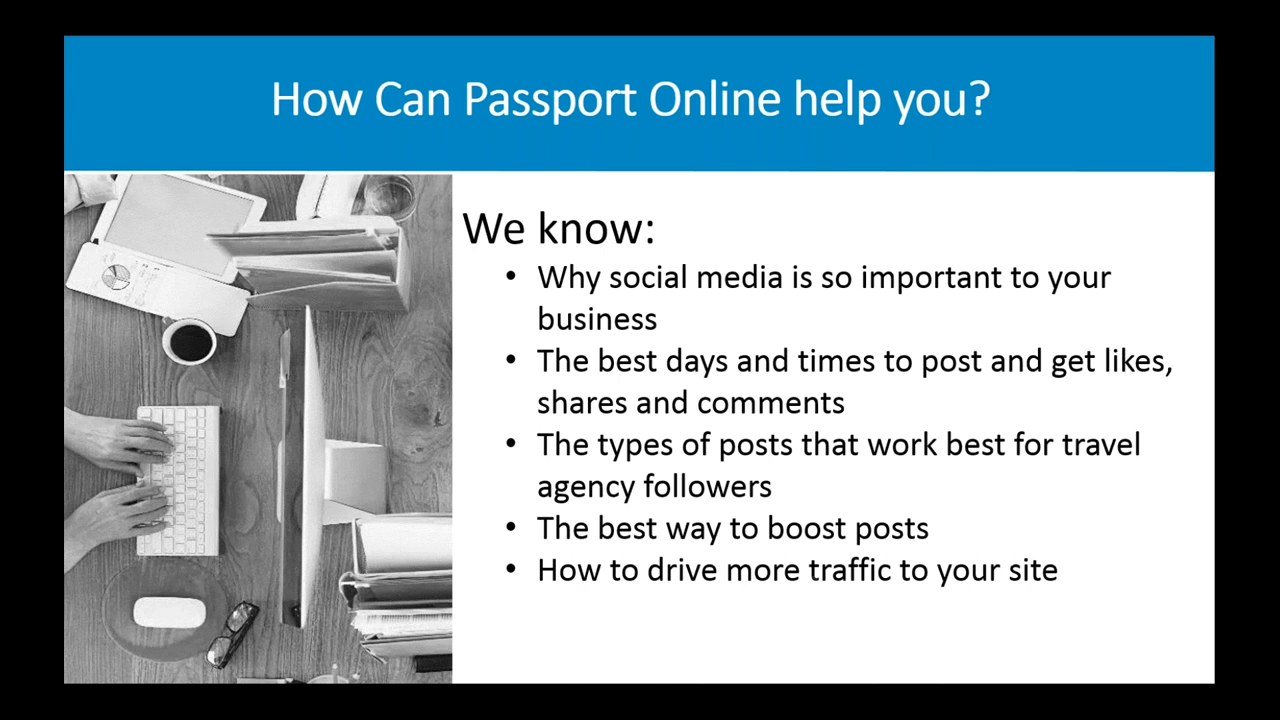 How Can Passport Online help you?
We know:
• Why social media is so important to your
business
• The best days and times to post and get likes,
shares and comments
• The types of posts that work best for travel
agency followers
• The best way to boost posts
• How to drive more traffic to your site